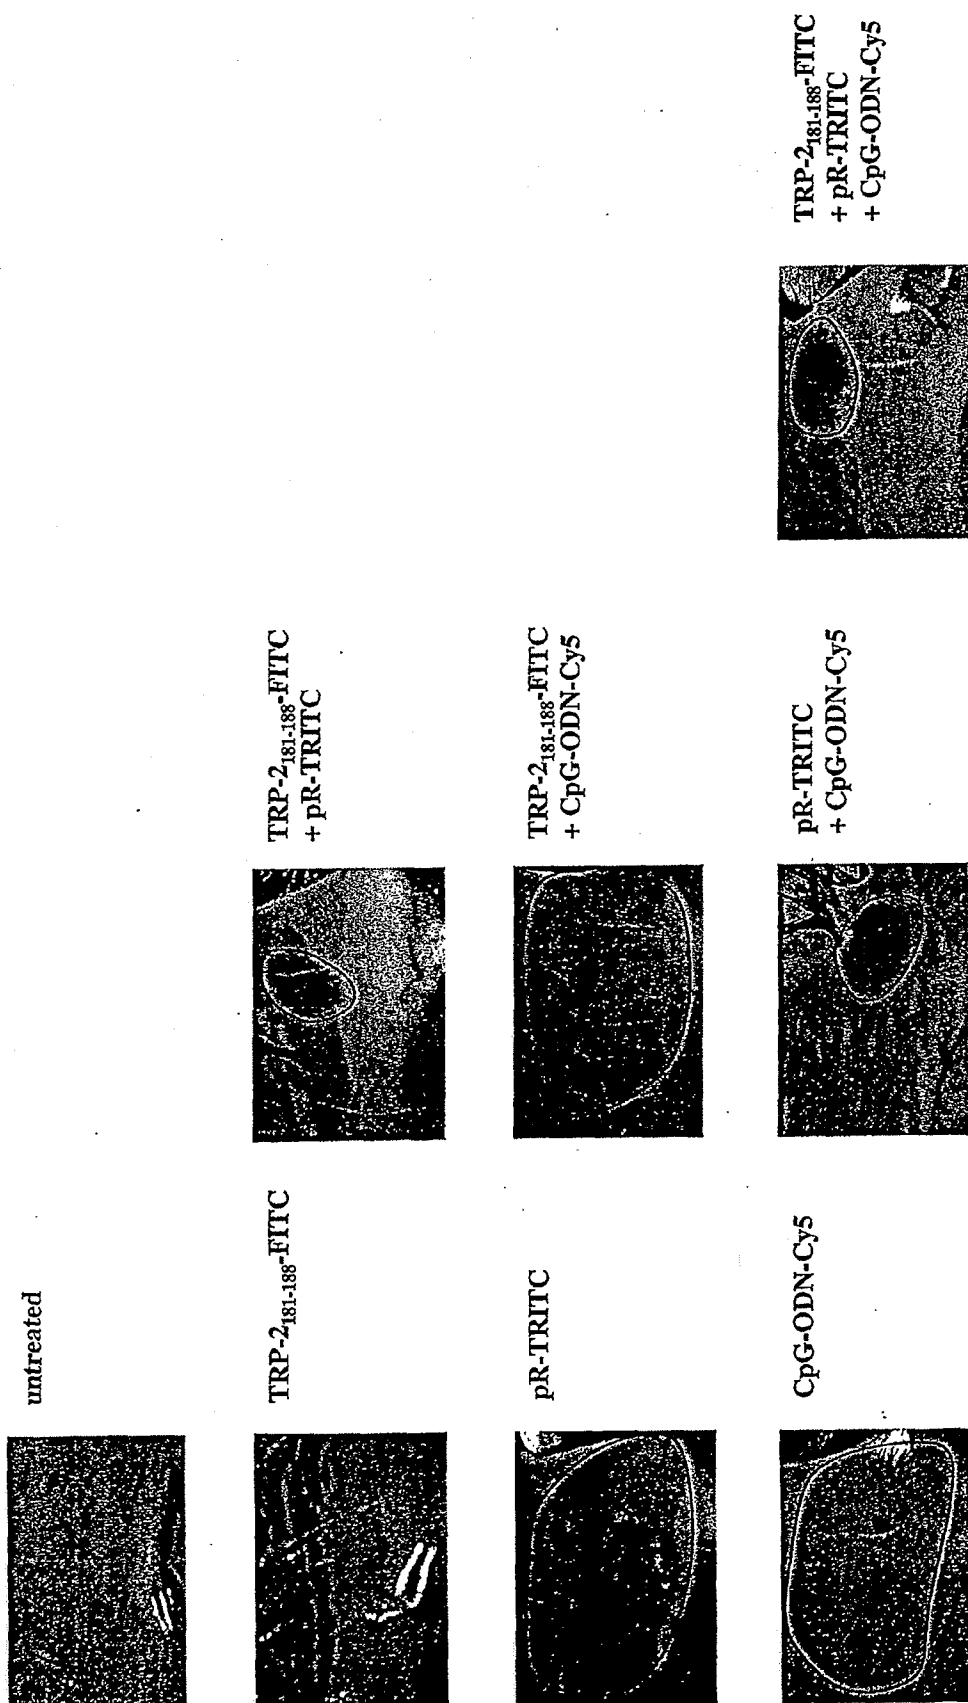 untreated
TRP-2₁₈₁₋₁₈₈-FITC
pR-TRITC
CpG-ODN-Cy5
TRP-2₁₈₁₋₁₈₈-FITC
+ pR-TRITC
TRP-2₁₈₁₋₁₈₈-FITC
+ CpG-ODN-Cy5
pR-TRITC
+ CpG-ODN-Cy5
TRP-2₁₈₁₋₁₈₈-FITC
+ pR-TRITC
+ CpG-ODN-Cy5